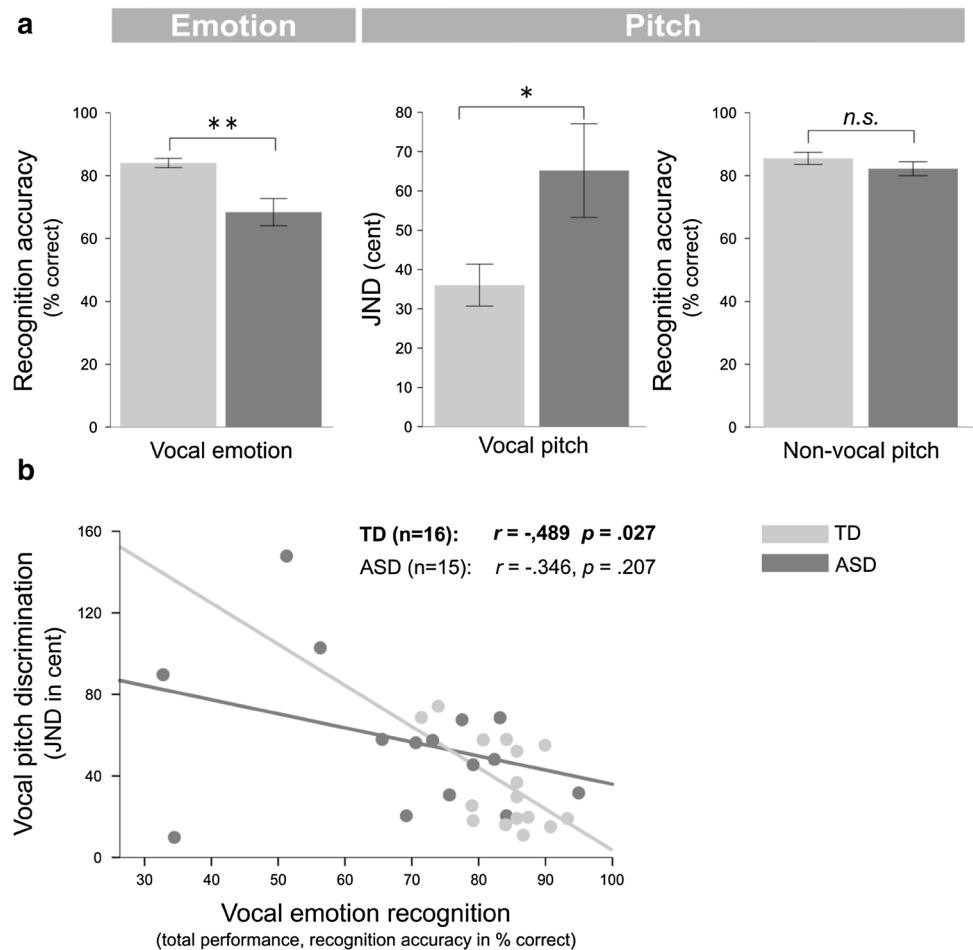 a
Emotion
Pitch
Recognition accuracy
(% correct)
100
80
60
40
20
0
**
Vocal emotion
JND (cent)
80
70
60
50
40
30
20
10
0
*
Vocal pitch
Recognition accuracy
(% correct)
100
80
60
40
20
0
n.s.
Non-vocal pitch
b
Vocal pitch discrimination
(JND in cent)
160
120
80
40
0
TD (n=16): r = -,489 p = .027
ASD (n=15): r = -.346, p = .207
TD
ASD
30 40 50 60 70 80 90 100
Vocal emotion recognition
(total performance, recognition accuracy in % correct)